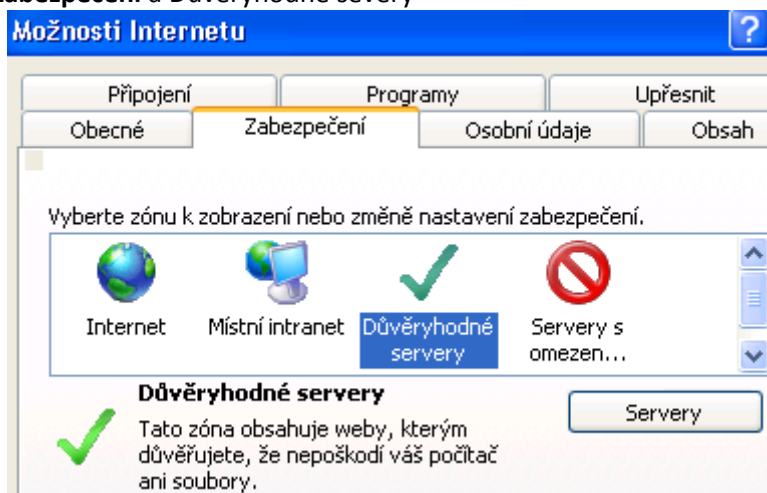 zabezpečení a Důvěryhodné severy
Možnosti Internetu
?
Připojení Programy Upřesnit
Obecné Zabezpečení Osobní údaje Obsah
Vyberte zónu k zobrazení nebo změně nastavení zabezpečení.
Internet Místní intranet Důvěryhodné servery Servery s omezen...
Důvěryhodné servery
Servery
Tato zóna obsahuje weby, kterým
důvěřujete, že nepoškodí váš počítač
ani soubory.